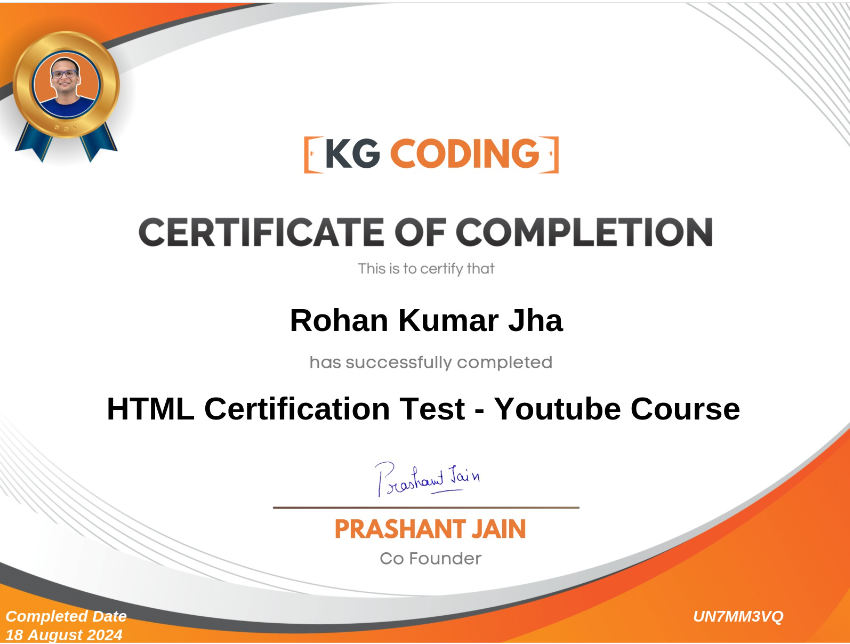 [KG CODING]
CERTIFICATE OF COMPLETION
This is to certify that
Rohan Kumar Jha
has successfully completed
HTML Certification Test - Youtube Course
Prashant Jain
PRASHANT JAIN
Co Founder
Completed Date
18 August 2024
UN7MM3VQ